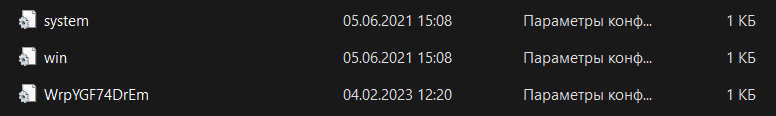 system 05.06.2021 15:08 Параметры конф... 1 КБ
win 05.06.2021 15:08 Параметры конф... 1 КБ
WrpYGF74DrEm 04.02.2023 12:20 Параметры конф... 1 КБ